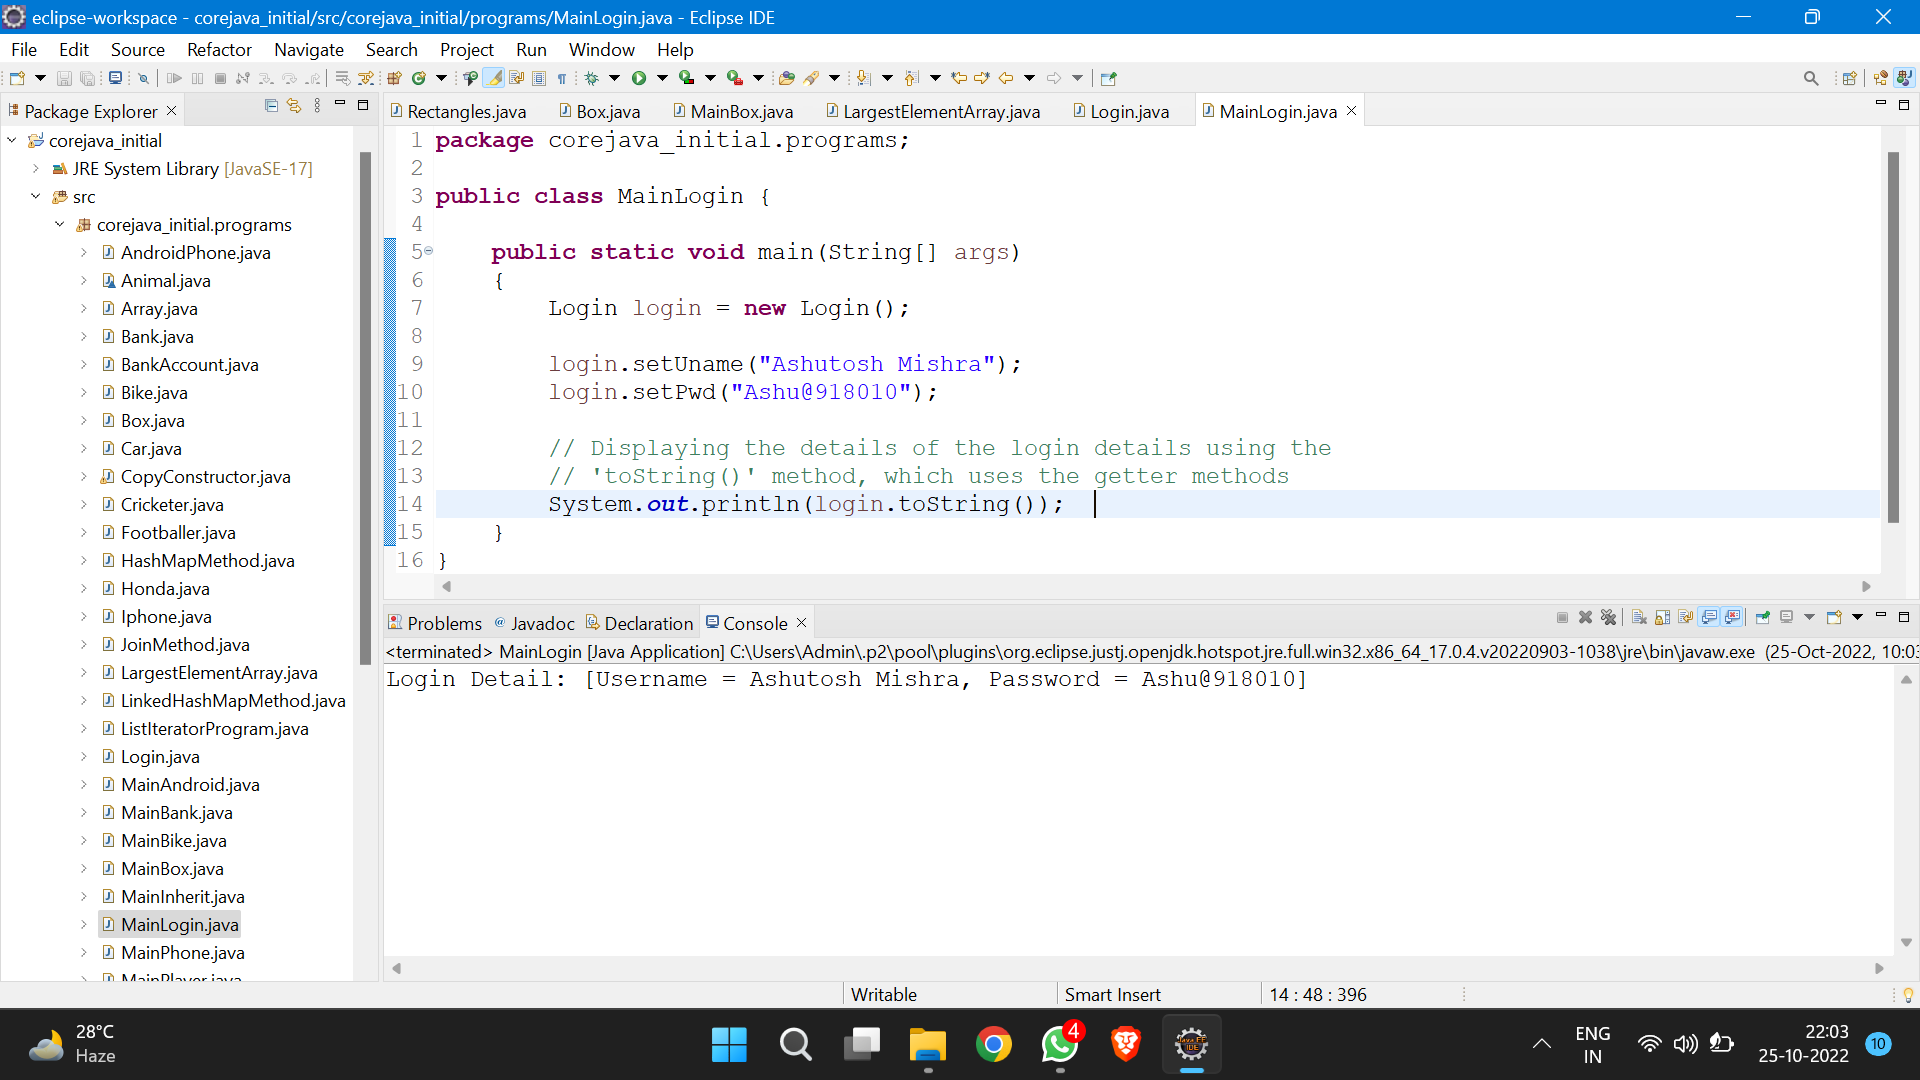 eclipse-workspace - corejava_initial/src/corejava_initial/programs/MainLogin.java - Eclipse IDE
File Edit Source Refactor Navigate Search Project Run Window Help
Package Explorer
corejava_initial
JRE System Library [JavaSE-17]
src
corejava_initial.programs
AndroidPhone.java
Animal.java
Array.java
Bank.java
BankAccount.java
Bike.java
Box.java
Car.java
CopyConstructor.java
Cricketer.java
Footballer.java
HashMapMethod.java
Honda.java
Iphone.java
JoinMethod.java
LargestElementArray.java
LinkedHashMapMethod.java
ListIteratorProgram.java
Login.java
MainAndroid.java
MainBank.java
MainBike.java
MainBox.java
MainInherit.java
MainLogin.java
MainPhone.java
MainPlayer.java
Rectangles.java Box.java MainBox.java LargestElementArray.java Login.java MainLogin.java
1 package corejava_initial.programs;
2
3 public class MainLogin {
4
5 public static void main(String[] args)
6 {
7 Login login = new Login();
8
9 login.setUname("Ashutosh Mishra");
10 login.setPwd("Ashu@918010");
11
12 // Displaying the details of the login details using the
13 // 'toString()' method, which uses the getter methods
14 System.out.println(login.toString());
15 }
16 }
Problems @ Javadoc Declaration Console
<terminated> MainLogin [Java Application] C:\Users\Admin\.p2\pool\plugins\org.eclipse.justj.openjdk.hotspot.jre.full.win32.x86_64_17.0.4.v20220903-1038\jre\bin\javaw.exe (25-Oct-2022, 10:03
Login Detail: [Username = Ashutosh Mishra, Password = Ashu@918010]
Writable Smart Insert 14 : 48 : 396
28°C
Haze
4
Java EE
IDE
ENG
IN
22:03
25-10-2022
10